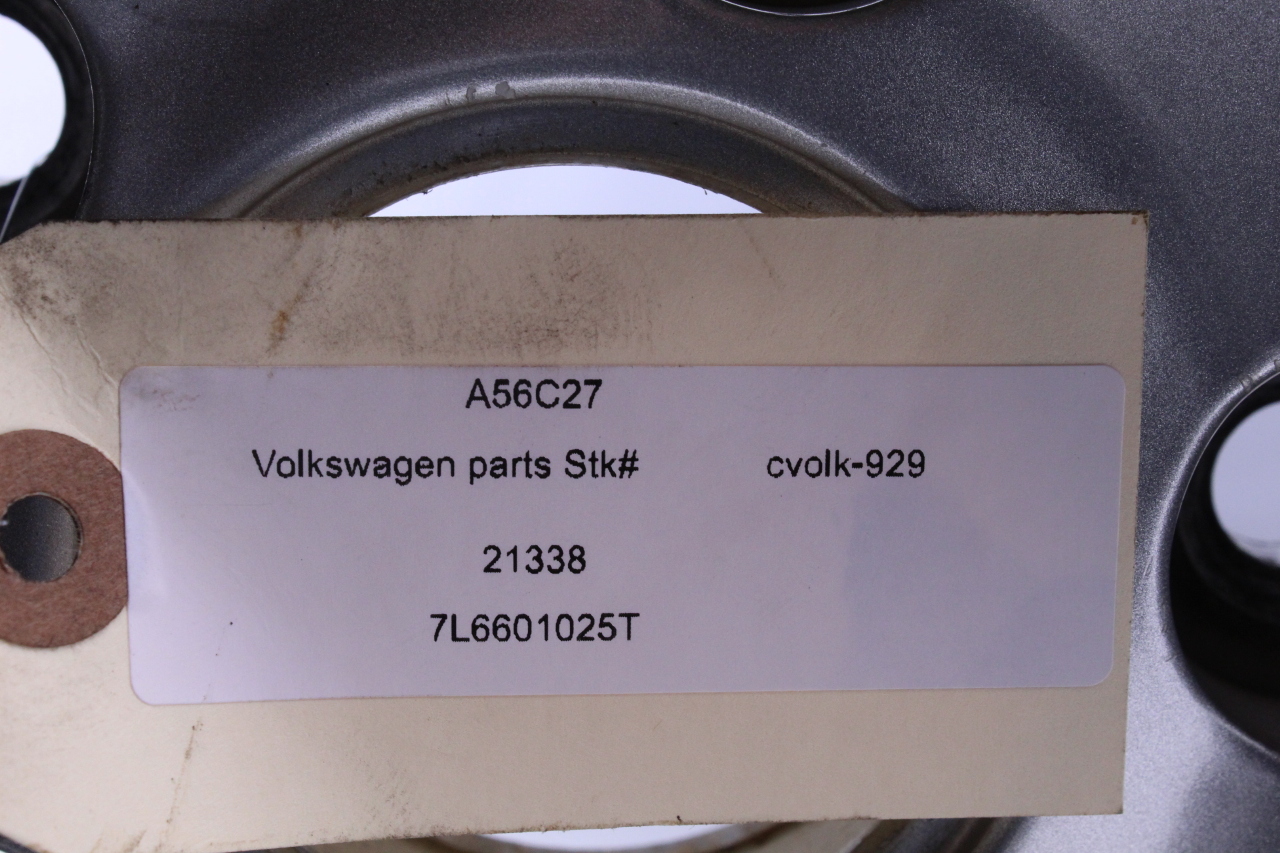 A56C27
Volkswagen parts Stk# cvolk-929
21338
7L6601025T